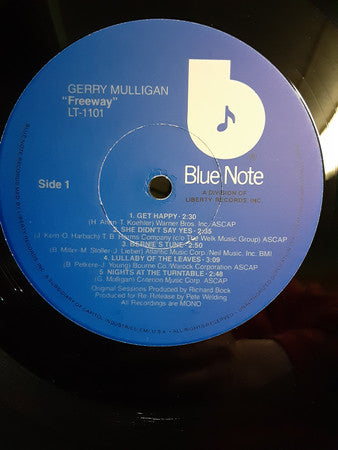 GERRY MULLIGAN
"Freeway"
LT-1101
Blue Note
®
A DIVISION OF
LIBERTY RECORDS, INC.
Side 1
1. GET HAPPY - 2:30
(H. Arlen-T. Koehler) Warner Bros. Inc./ASCAP
2. SHE DIDN'T SAY YES - 2:05
(J. Kern-O. Harbach) T. B. Harms Company (c/o The Welk Music Group) ASCAP
3. BERNIE'S TUNE - 2:50
(B. Miller-M. Stoller-J. Lieber) Atlantic Music Corp./Neil Music, Inc. BMI
4. LULLABY OF THE LEAVES - 3:09
(B. Petkere-J. Young) Bourne Co./Warock Corporation ASCAP
5. NIGHTS AT THE TURNTABLE - 2:48
(G. Mulligan) Criterion Music Corp. ASCAP
Original Sessions Produced by Richard Bock
Produced for Re-Release by Pete Welding
All Recordings are MONO